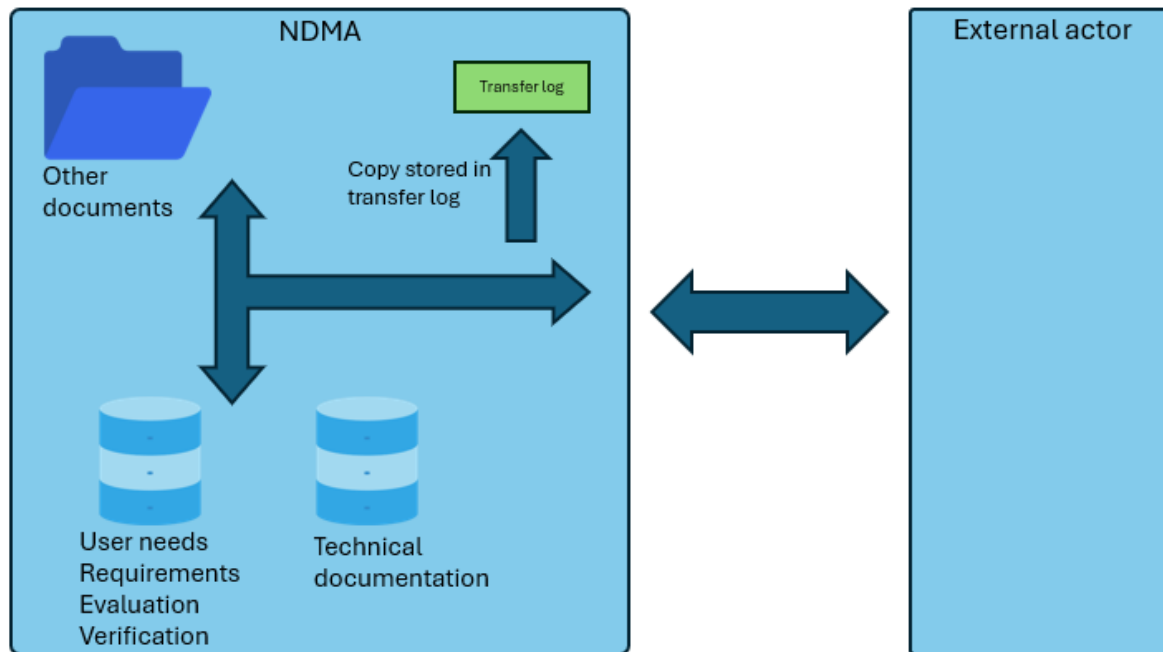 NDMA
External actor
Transfer log
Copy stored in
transfer log
Other
documents
User needs
Requirements
Evaluation
Verification
Technical
documentation